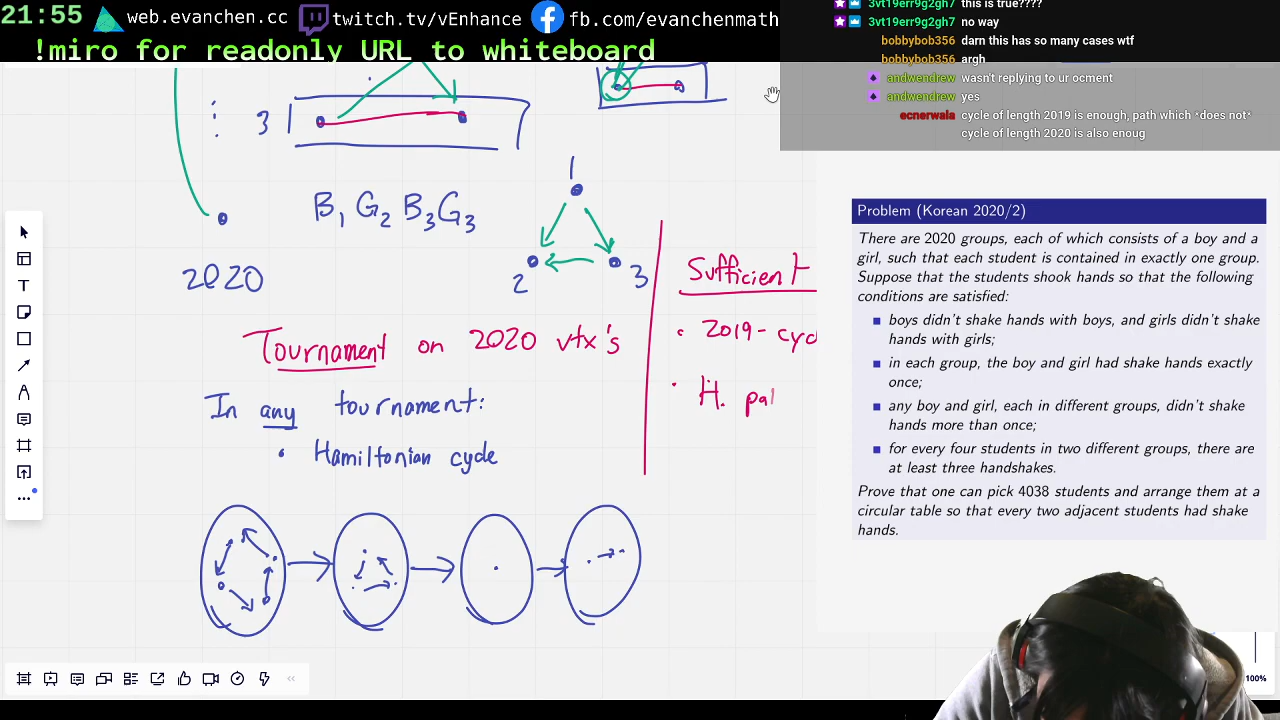 21:55 web.evanchen.cc twitch.tv/vEnhance fb.com/evanchenmath
!miro for readonly URL to whiteboard
3vt19err9g2gh7 this is true????
3vt19err9g2gh7 no way
bobbybob356 darn this has so many cases wtf
bobbybob356 argh
andwendrew wasn't replying to ur ocment
andwendrew yes
ecnerwala cycle of length 2019 is enough, path which *does not*
cycle of length 2020 is also enoug
3
B1 G2 B3 G3
1
2
3
2020
Tournament on 2020 vtx's
In any tournament:
• Hamiltonian cycle
Sufficient
• 2019-cyc
• H. pal
Problem (Korean 2020/2)
There are 2020 groups, each of which consists of a boy and a
girl, such that each student is contained in exactly one group.
Suppose that the students shook hands so that the following
conditions are satisfied:
■ boys didn't shake hands with boys, and girls didn't shake
hands with girls;
■ in each group, the boy and girl had shake hands exactly
once;
■ any boy and girl, each in different groups, didn't shake
hands more than once;
■ for every four students in two different groups, there are
at least three handshakes.
Prove that one can pick 4038 students and arrange them at a
circular table so that every two adjacent students had shake
hands.
100%